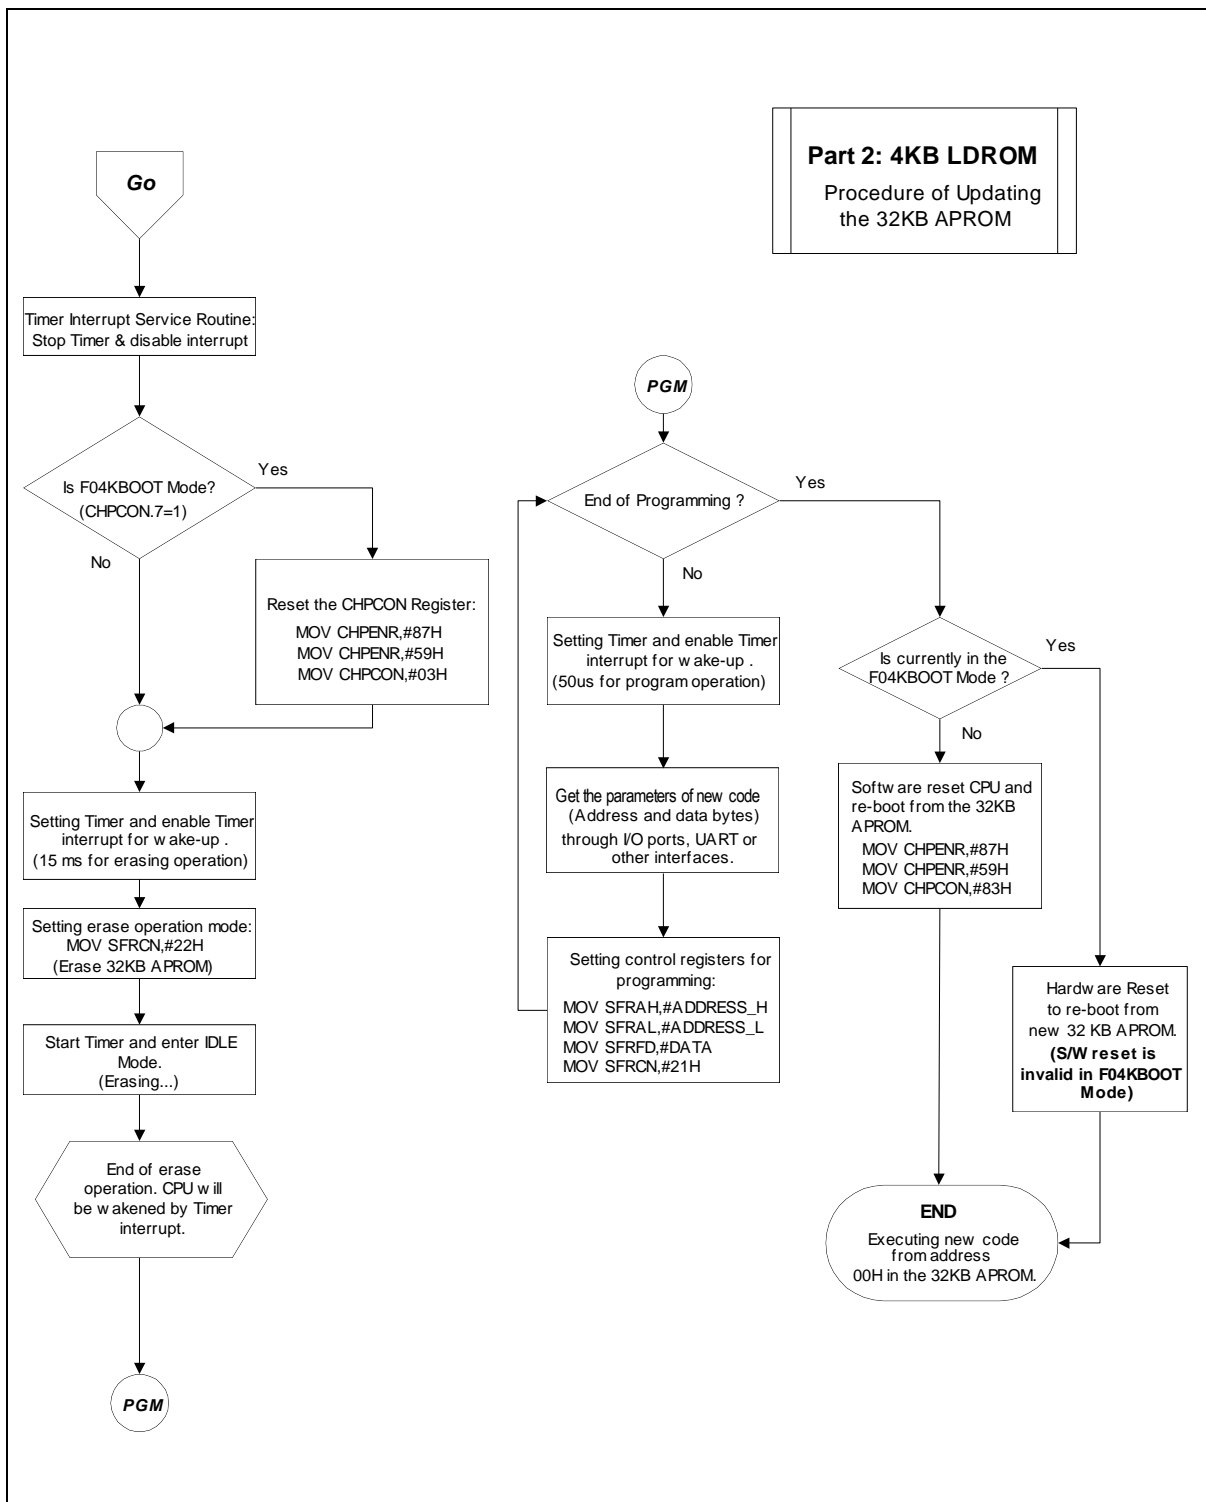 Part 2: 4KB LDROM
Procedure of Updating
the 32KB APROM
Go
Timer Interrupt Service Routine:
Stop Timer & disable interrupt
Is F04KBOOT Mode?
(CHPCON.7=1)
Yes
No
Reset the CHPCON Register:
MOV CHPENR,#87H
MOV CHPENR,#59H
MOV CHPCON,#03H
Setting Timer and enable Timer
interrupt for wake-up .
(15 ms for erasing operation)
Setting erase operation mode:
MOV SFRCN,#22H
(Erase 32KB APROM)
Start Timer and enter IDLE
Mode.
(Erasing...)
End of erase
operation. CPU will
be wakened by Timer
interrupt.
PGM
PGM
End of Programming ?
Yes
No
Setting Timer and enable Timer
interrupt for wake-up .
(50us for program operation)
Get the parameters of new code
(Address and data bytes)
through I/O ports, UART or
other interfaces.
Setting control registers for
programming:
MOV SFRAH,#ADDRESS_H
MOV SFRAL,#ADDRESS_L
MOV SFRFD,#DATA
MOV SFRCN,#21H
Is currently in the
F04KBOOT Mode ?
Yes
No
Software reset CPU and
re-boot from the 32KB
APROM.
MOV CHPENR,#87H
MOV CHPENR,#59H
MOV CHPCON,#83H
Hardware Reset
to re-boot from
new 32 KB APROM.
(S/W reset is
invalid in F04KBOOT
Mode)
END
Executing new code
from address
00H in the 32KB APROM.